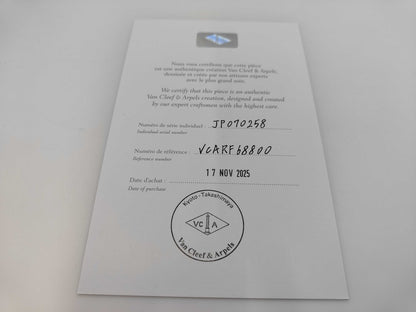 Nous vous certifions que cette pièce
est une authentique création Van Cleef & Arpels,
dessinée et créée par nos artisans experts
avec le plus grand soin.
We certify that this piece is an authentic
Van Cleef & Arpels creation, designed and created
by our expert craftsmen with the highest care.
Numéro de série individuel : JP070258
Individual serial number
Numéro de référence : VCARF68800
Reference number
17 NOV 2025
Date d'achat :
Date of purchase
Kyoto - Takashimaya
VC A
Van Cleef & Arpels